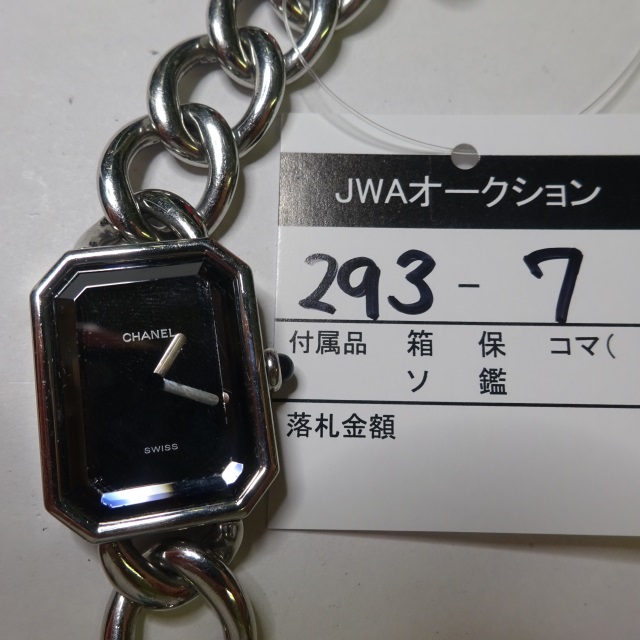 CHANEL
SWISS
JWAオークション
293 - 7
付属品 箱 保 コマ(
ソ 鑑
落札金額